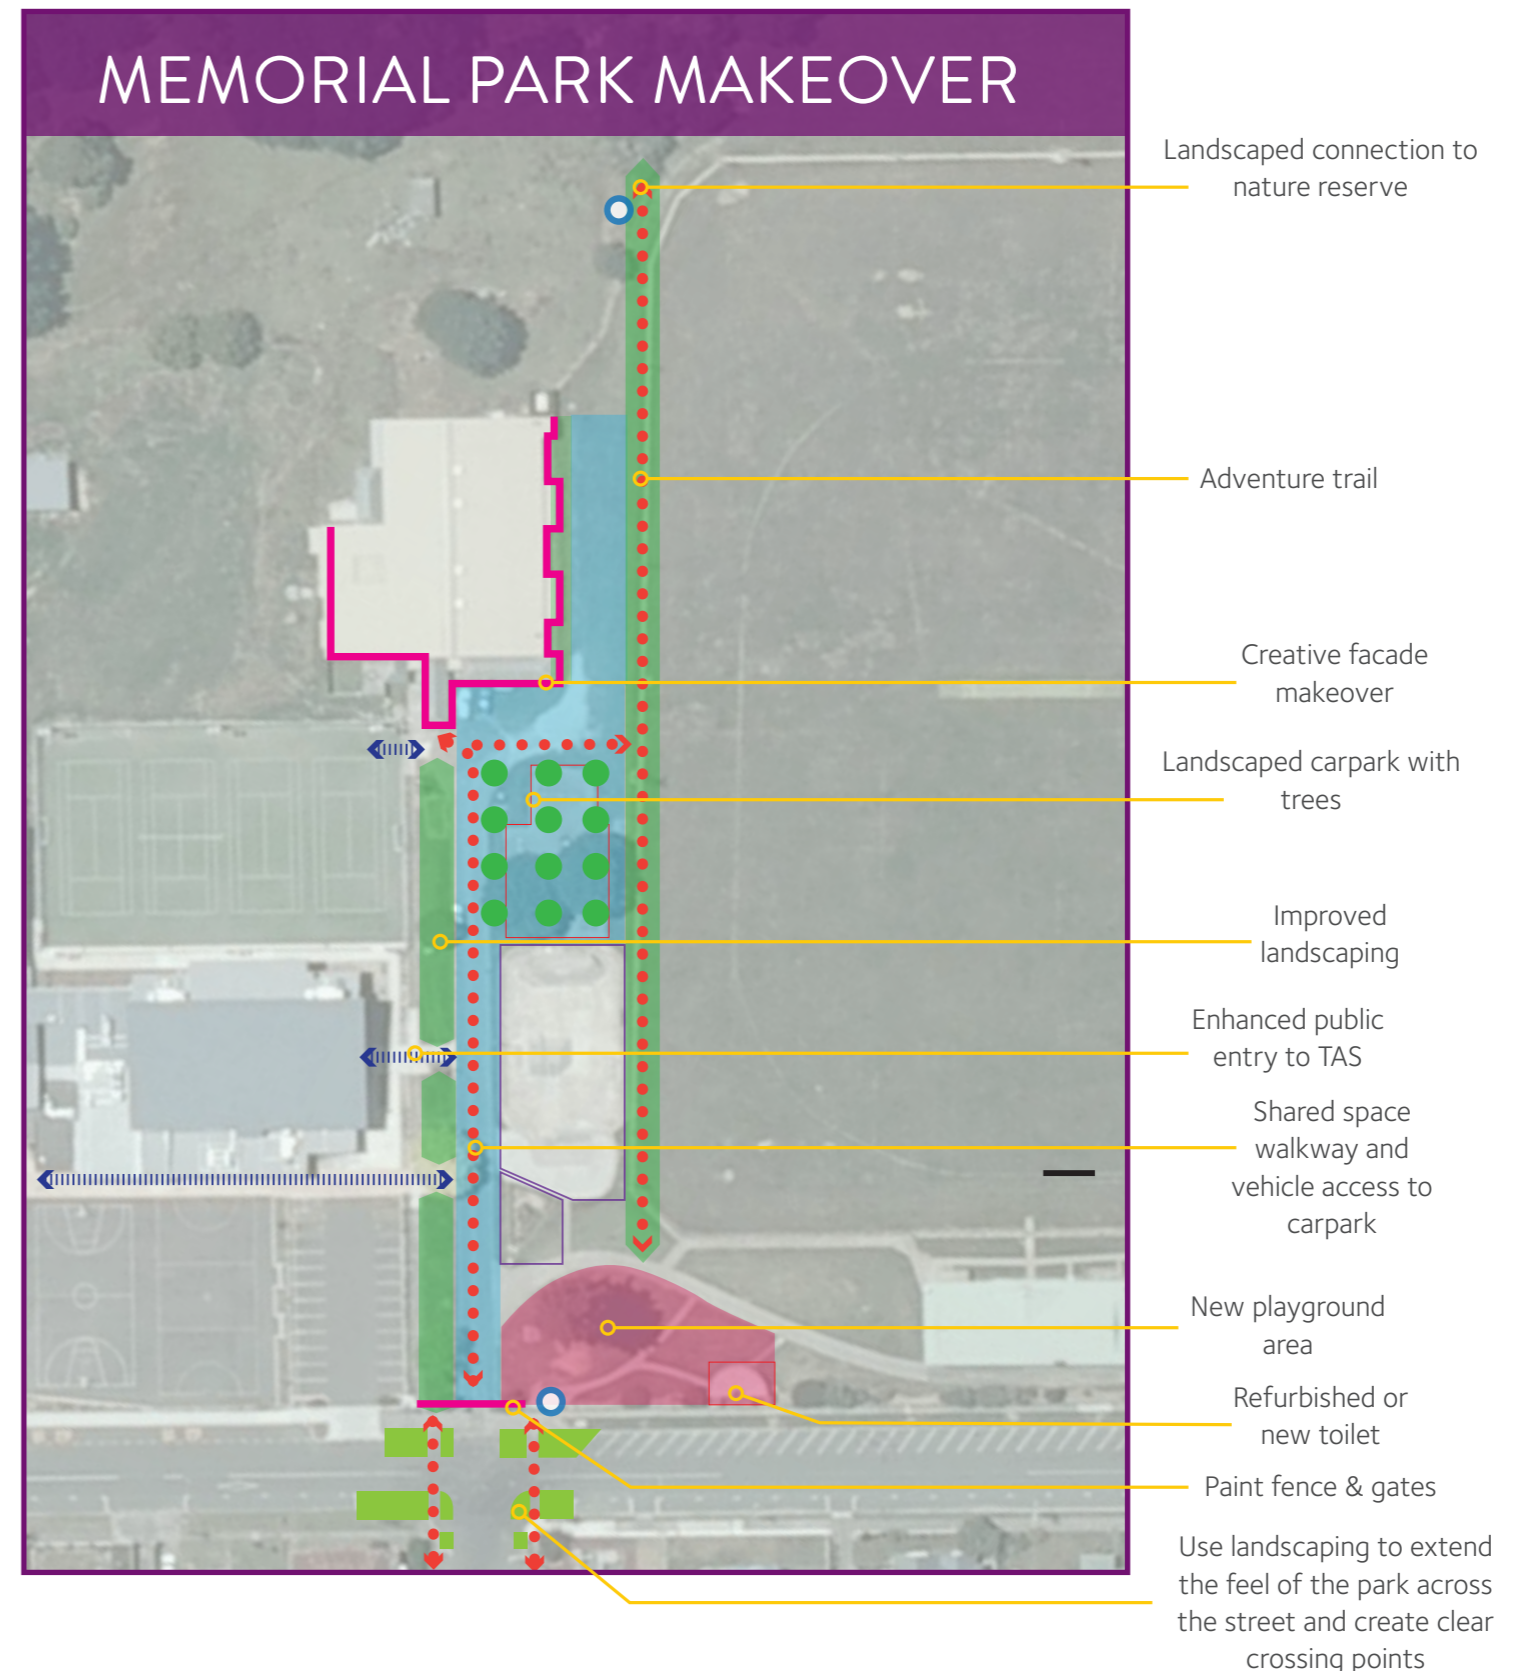 MEMORIAL PARK MAKEOVER
Landscaped connection to
nature reserve
Adventure trail
Creative facade
makeover
Landscaped carpark with
trees
Improved
landscaping
Enhanced public
entry to TAS
Shared space
walkway and
vehicle access to
carpark
New playground
area
Refurbished or
new toilet
Paint fence & gates
Use landscaping to extend
the feel of the park across
the street and create clear
crossing points